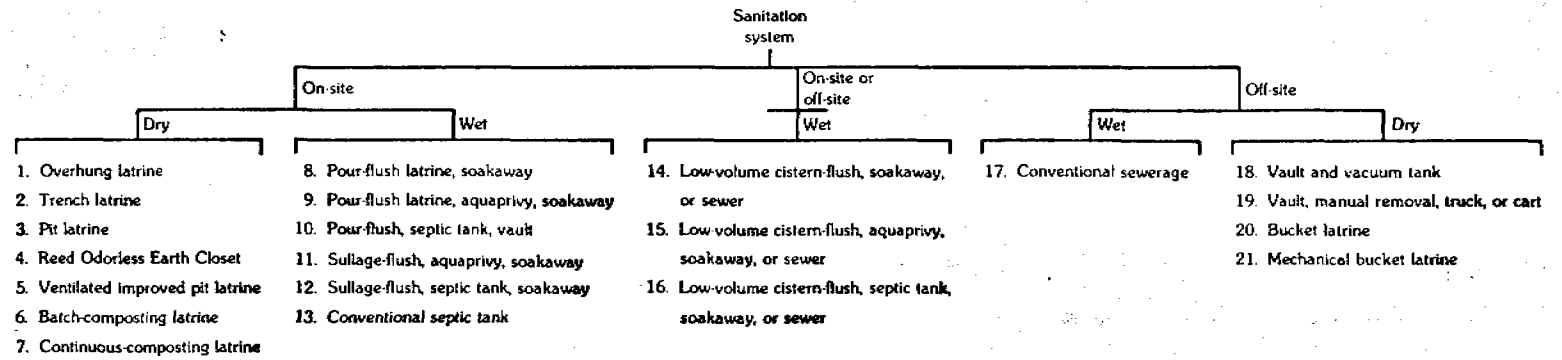 Sanitation
system
On-site
On-site or
off-site
Off-site
Dry
Wet
Wet
Wet
Dry
1. Overhung latrine
2. Trench latrine
3. Pit latrine
4. Reed Odorless Earth Closet
5. Ventilated improved pit latrine
6. Batch-composting latrine
7. Continuous-composting latrine
8. Pour-flush latrine, soakaway
9. Pour-flush latrine, aquaprivy, soakaway
10. Pour-flush, septic tank, vault
11. Sullage-flush, aquaprivy, soakaway
12. Sullage-flush, septic tank, soakaway
13. Conventional septic tank
14. Low-volume cistern-flush, soakaway,
or sewer
15. Low-volume cistern-flush, aquaprivy,
soakaway, or sewer
16. Low-volume cistern-flush, septic tank,
soakaway, or sewer
17. Conventional sewerage
18. Vault and vacuum tank
19. Vault, manual removal, truck, or cart
20. Bucket latrine
21. Mechanical bucket latrine